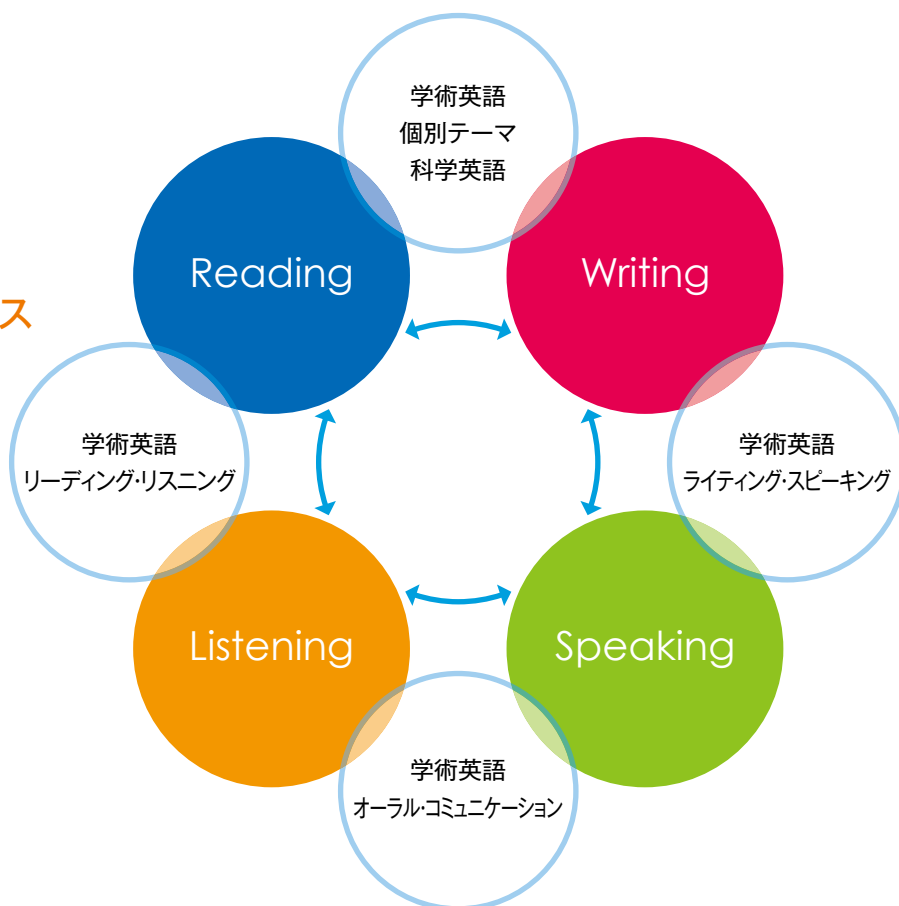 学術英語
個別テーマ
科学英語
Reading
Writing
ス
学術英語
リーディング・リスニング
学術英語
ライティング・スピーキング
Listening
Speaking
学術英語
オーラル・コミュニケーション